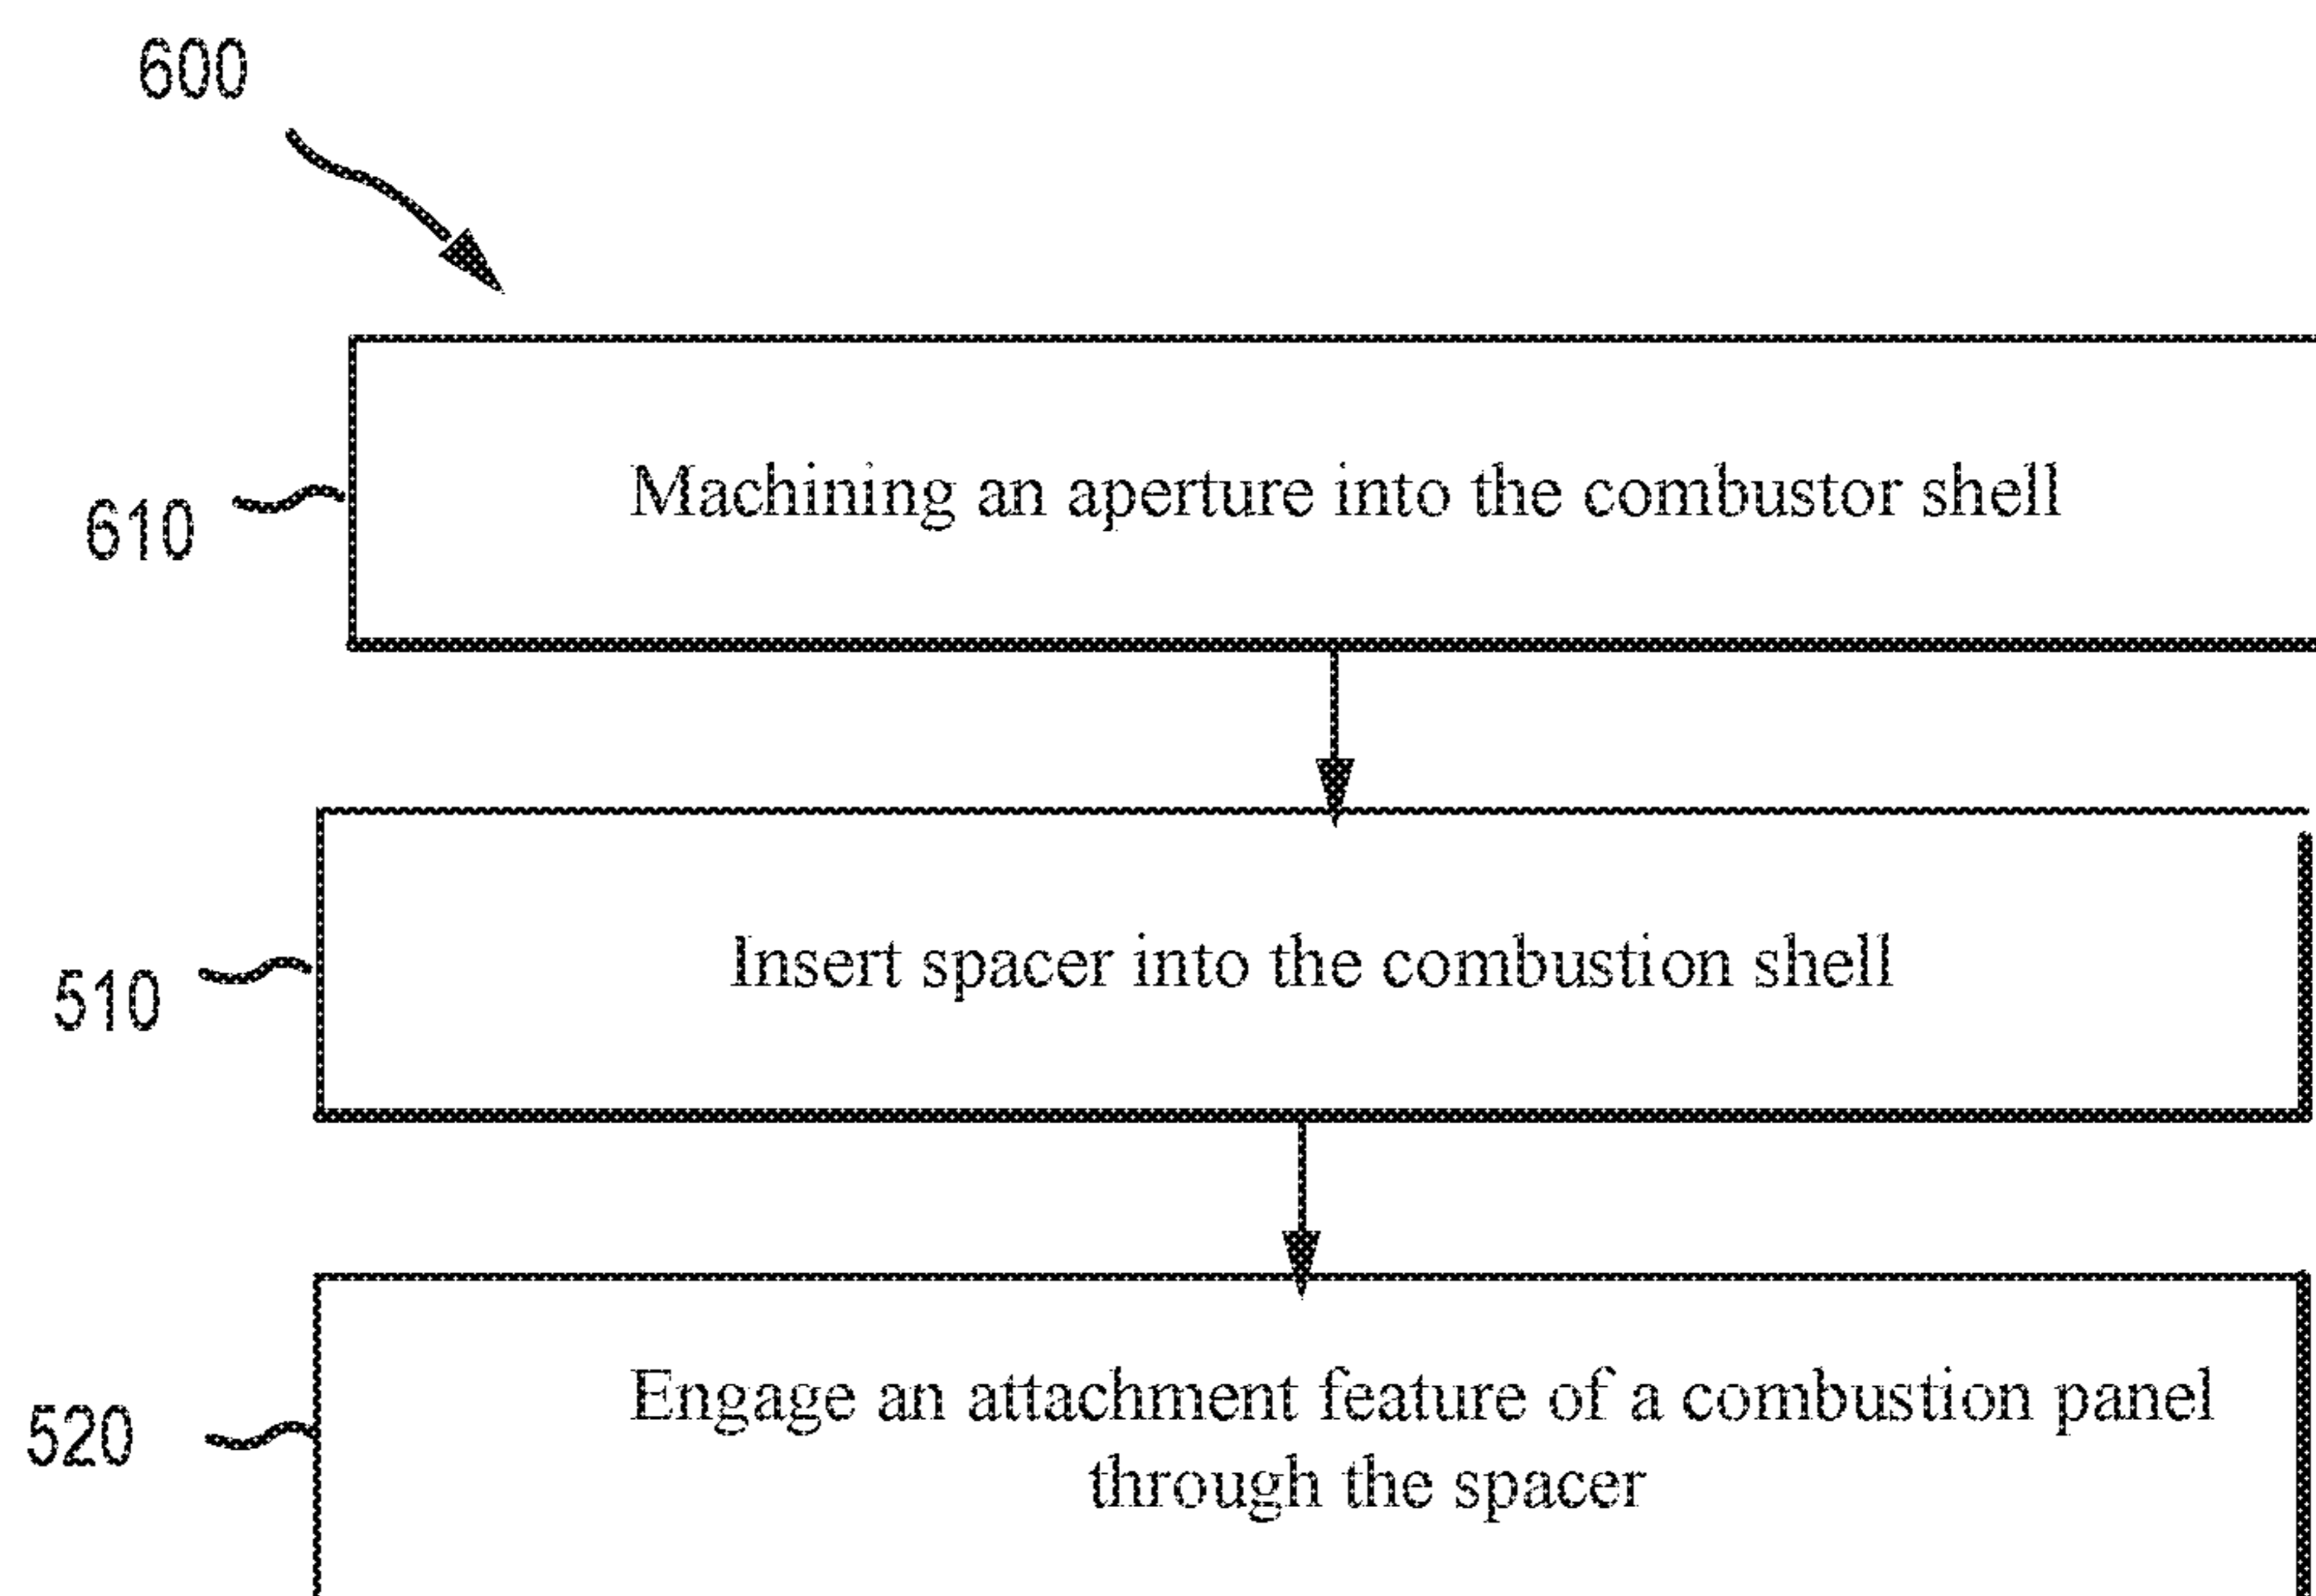 600
Machining an aperture into the combustor shell
610
Insert spacer into the combustion shell
510
Engage an attachment feature of a combustion panel
through the spacer
520